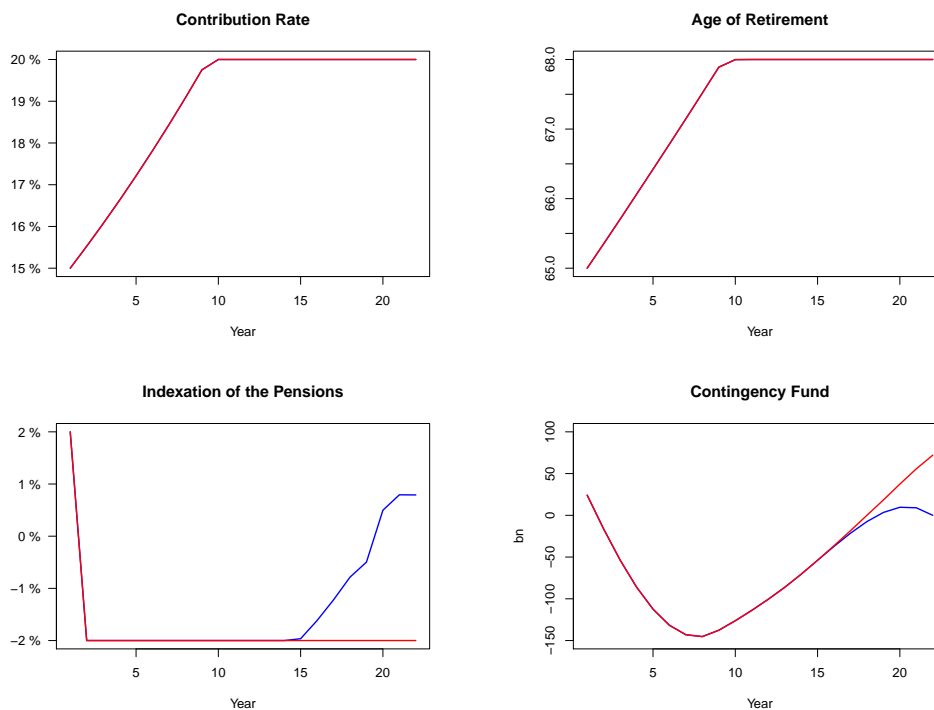 Contribution Rate
20 %
19 %
18 %
17 %
16 %
15 %
5 10 15 20
Year
Age of Retirement
68.0
67.0
66.0
65.0
5 10 15 20
Year
Indexation of the Pensions
2 %
1 %
0 %
−1 %
−2 %
5 10 15 20
Year
Contingency Fund
100
50
0
−50
−100
−150
bn
5 10 15 20
Year